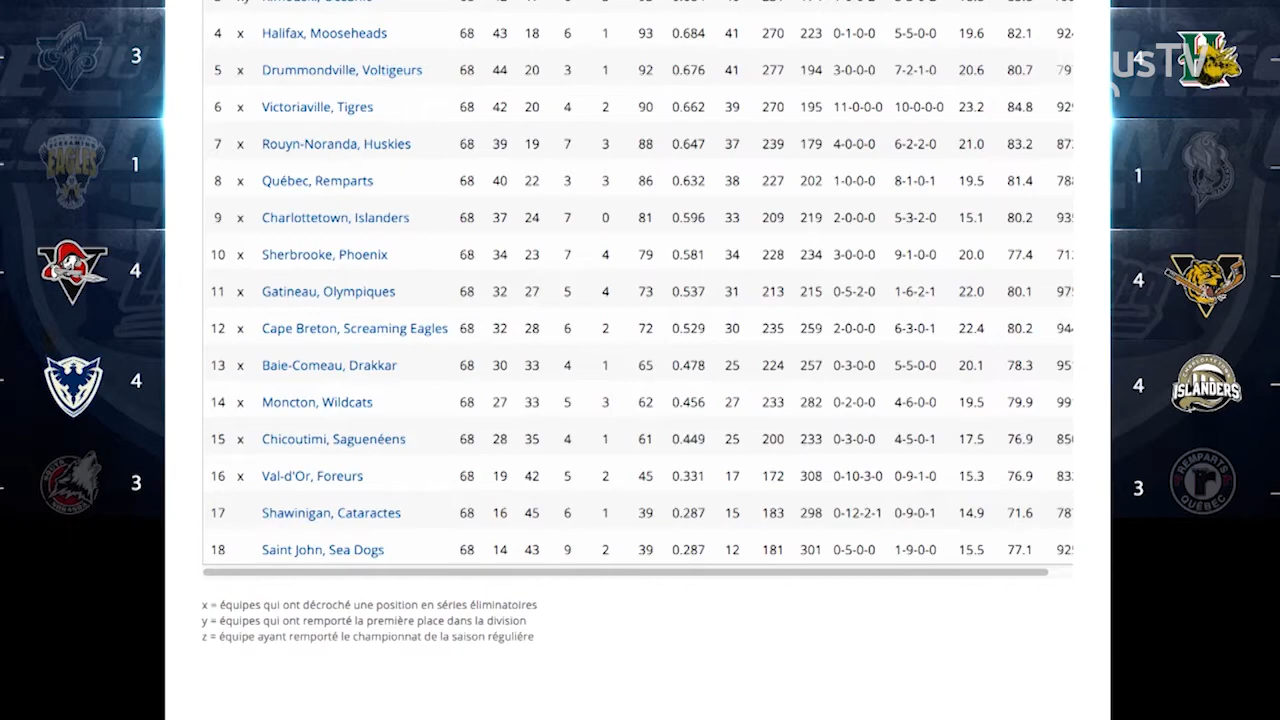 4 x Halifax, Mooseheads 68 43 18 6 1 93 0.684 41 270 223 0-1-0-0 5-5-0-0 19.6 82.1
5 x Drummondville, Voltigeurs 68 44 20 3 1 92 0.676 41 277 194 3-0-0-0 7-2-1-0 20.6 80.7
6 x Victoriaville, Tigres 68 42 20 4 2 90 0.662 39 270 195 11-0-0-0 10-0-0-0 23.2 84.8
7 x Rouyn-Noranda, Huskies 68 39 19 7 3 88 0.647 37 239 179 4-0-0-0 6-2-2-0 21.0 83.2
8 x Québec, Remparts 68 40 22 3 3 86 0.632 38 227 202 1-0-0-0 8-1-0-1 19.5 81.4
9 x Charlottetown, Islanders 68 37 24 7 0 81 0.596 33 209 219 2-0-0-0 5-3-2-0 15.1 80.2
10 x Sherbrooke, Phoenix 68 34 23 7 4 79 0.581 34 228 234 3-0-0-0 9-1-0-0 20.0 77.4
11 x Gatineau, Olympiques 68 32 27 5 4 73 0.537 31 213 215 0-5-2-0 1-6-2-1 22.0 80.1
12 x Cape Breton, Screaming Eagles 68 32 28 6 2 72 0.529 30 235 259 2-0-0-0 6-3-0-1 22.4 80.2
13 x Baie-Comeau, Drakkar 68 30 33 4 1 65 0.478 25 224 257 0-3-0-0 5-5-0-0 20.1 78.3
14 x Moncton, Wildcats 68 27 33 5 3 62 0.456 27 233 282 0-2-0-0 4-6-0-0 19.5 79.9
15 x Chicoutimi, Saguenéens 68 28 35 4 1 61 0.449 25 200 233 0-3-0-0 4-5-0-1 17.5 76.9
16 x Val-d'Or, Foreurs 68 19 42 5 2 45 0.331 17 172 308 0-10-3-0 0-9-1-0 15.3 76.9
17 Shawinigan, Cataractes 68 16 45 6 1 39 0.287 15 183 298 0-12-2-1 0-9-0-1 14.9 71.6
18 Saint John, Sea Dogs 68 14 43 9 2 39 0.287 12 181 301 0-5-0-0 1-9-0-0 15.5 77.1
x = équipes qui ont décroché une position en séries éliminatoires
y = équipes qui ont remporté la première place dans la division
z = équipe ayant remporté le championnat de la saison réguliére
3
1
EAGLES
4
4
3
usTV
1
4
4
ISLANDERS
3
REMPARTS
QUÉBEC